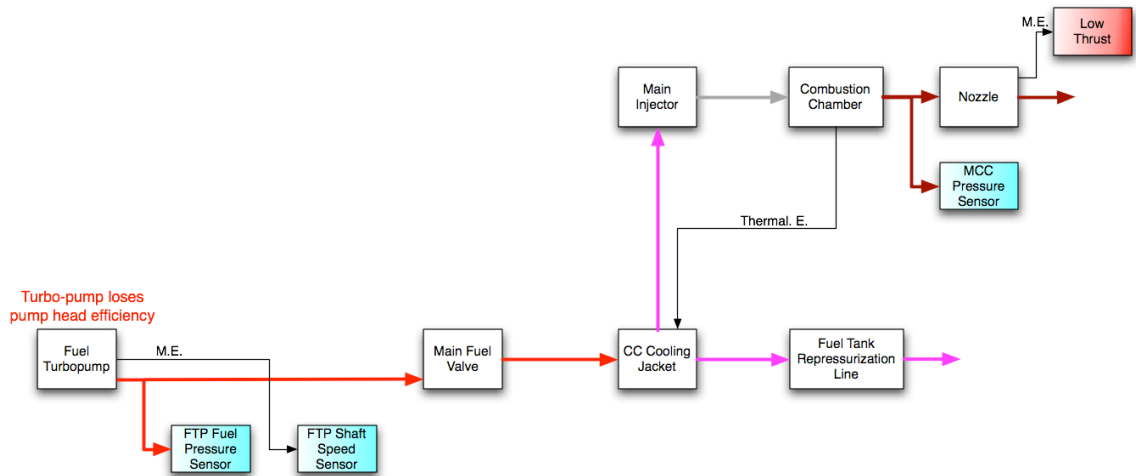 M.E.
Low
Thrust
Main
Injector
Combustion
Chamber
Nozzle
MCC
Pressure
Sensor
Thermal. E.
Turbo-pump loses
pump head efficiency
Fuel
Turbopump
M.E.
Main Fuel
Valve
CC Cooling
Jacket
Fuel Tank
Repressurization
Line
FTP Fuel
Pressure
Sensor
FTP Shaft
Speed
Sensor